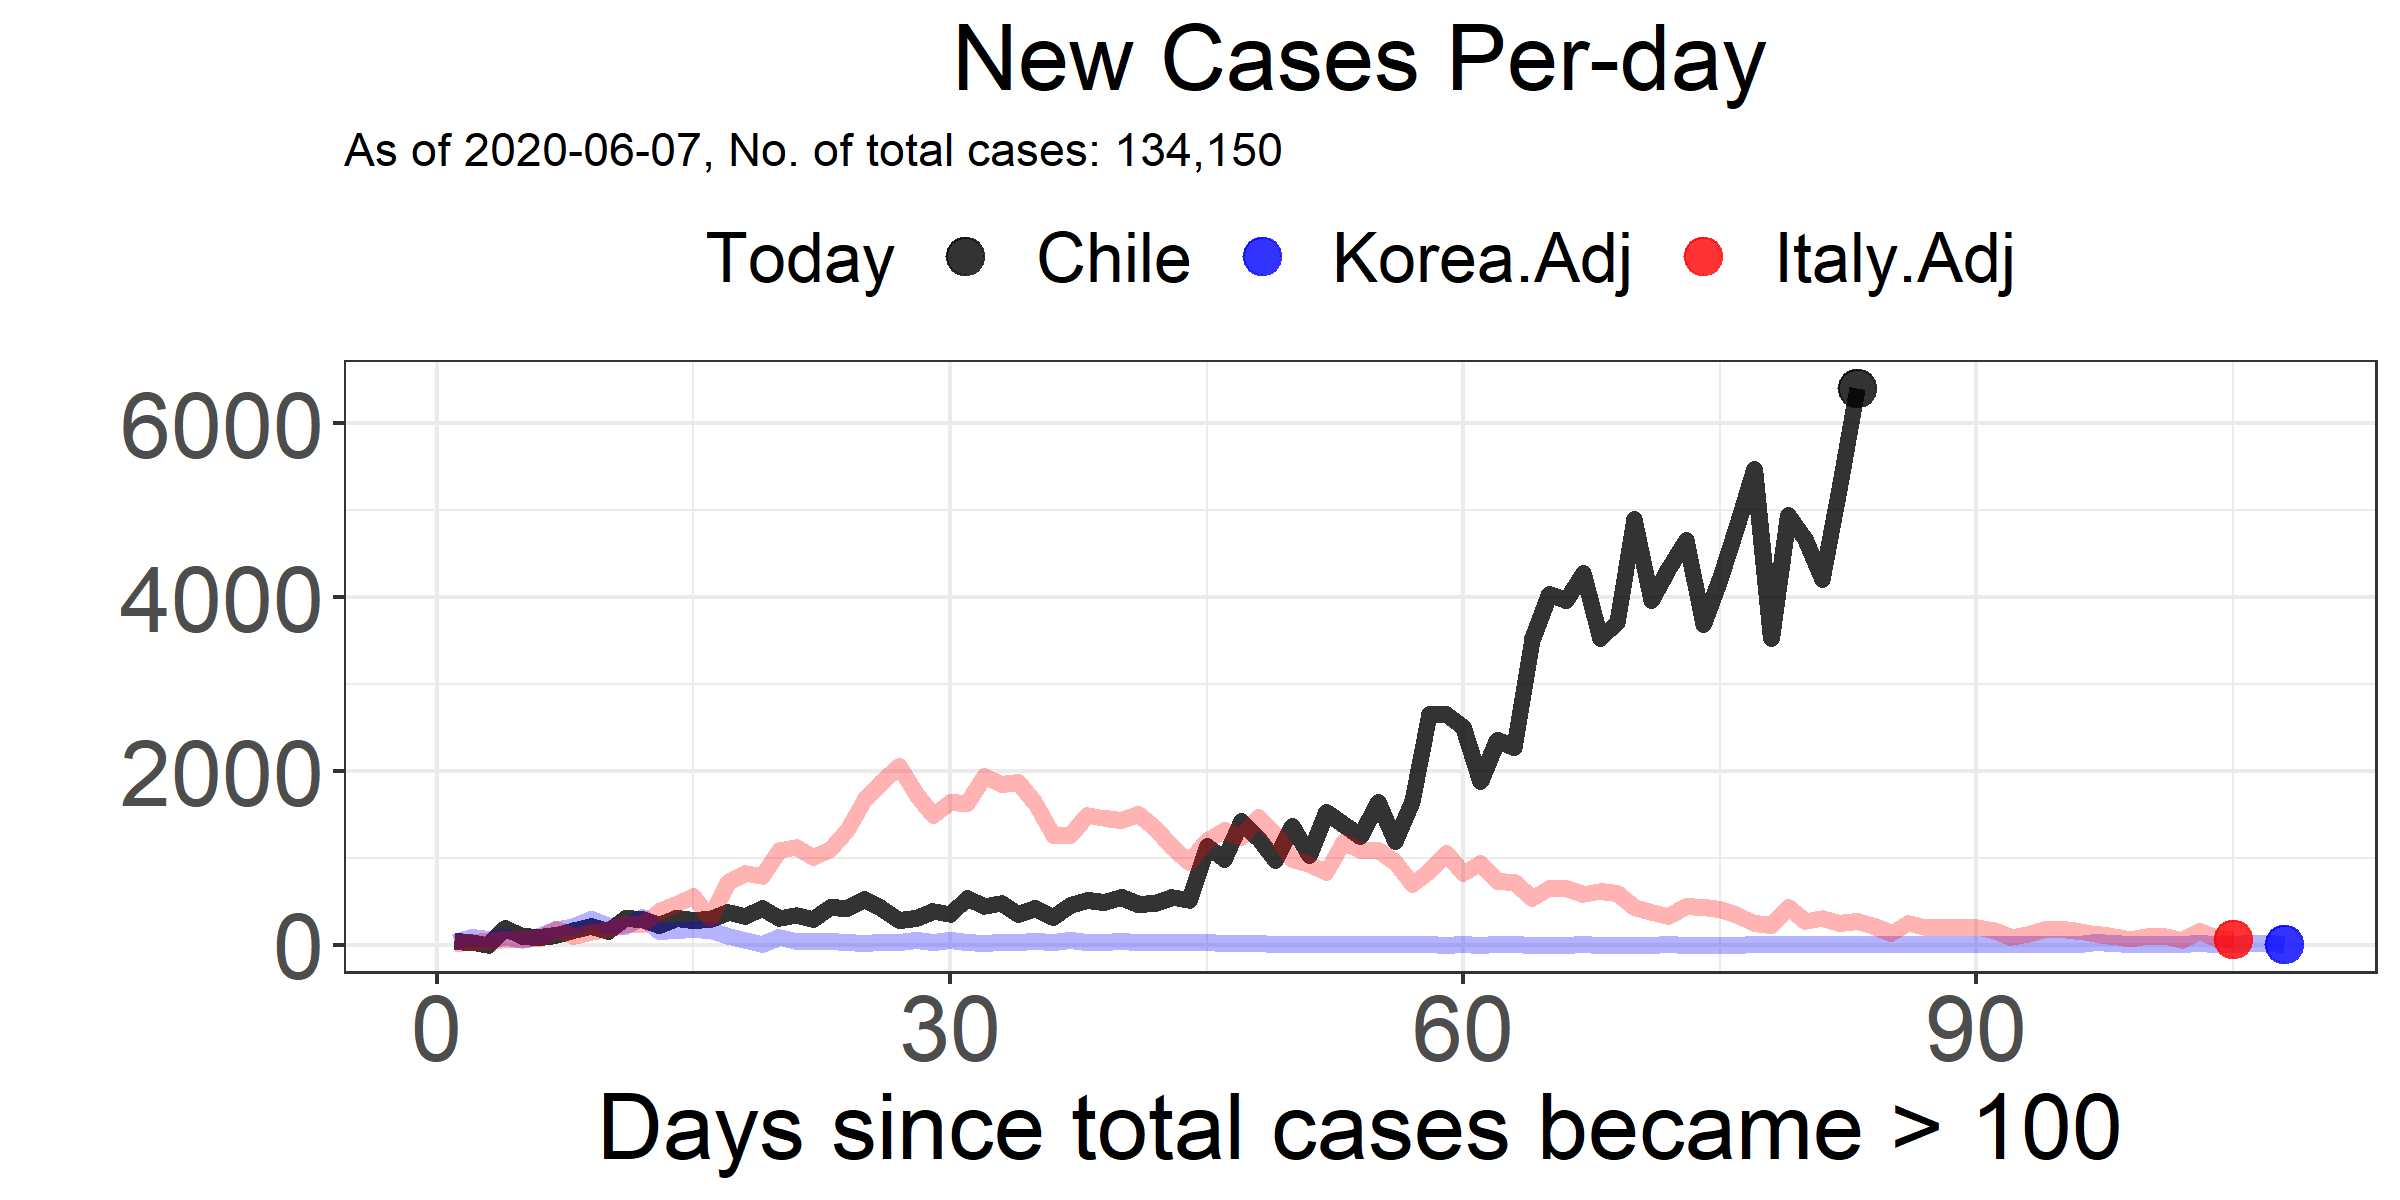 New Cases Per-day
As of 2020-06-07, No. of total cases: 134,150
Today Chile Korea.Adj Italy.Adj
6000
4000
2000
0
0 30 60 90
Days since total cases became > 100